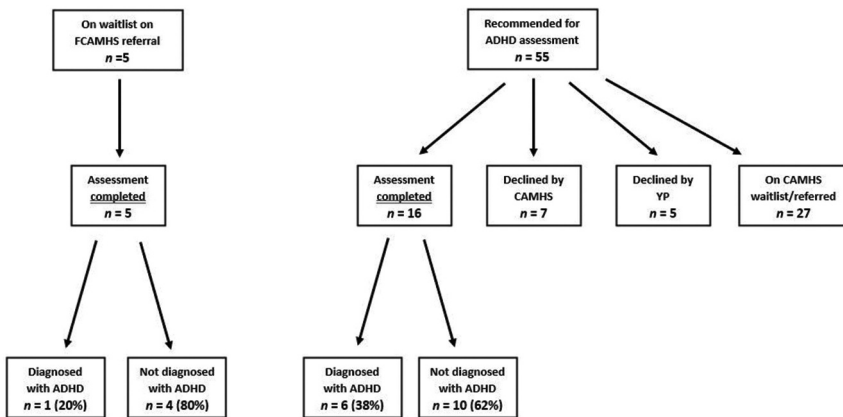 On waitlist on
FCAMHS referral
n =5
Recommended for
ADHD assessment
n = 55
Assessment
completed
n = 5
Assessment
completed
n = 16
Declined by
CAMHS
n = 7
Declined by
YP
n = 5
On CAMHS
waitlist/referred
n = 27
Diagnosed
with ADHD
n = 1 (20%)
Not diagnosed
with ADHD
n = 4 (80%)
Diagnosed
with ADHD
n = 6 (38%)
Not diagnosed
with ADHD
n = 10 (62%)